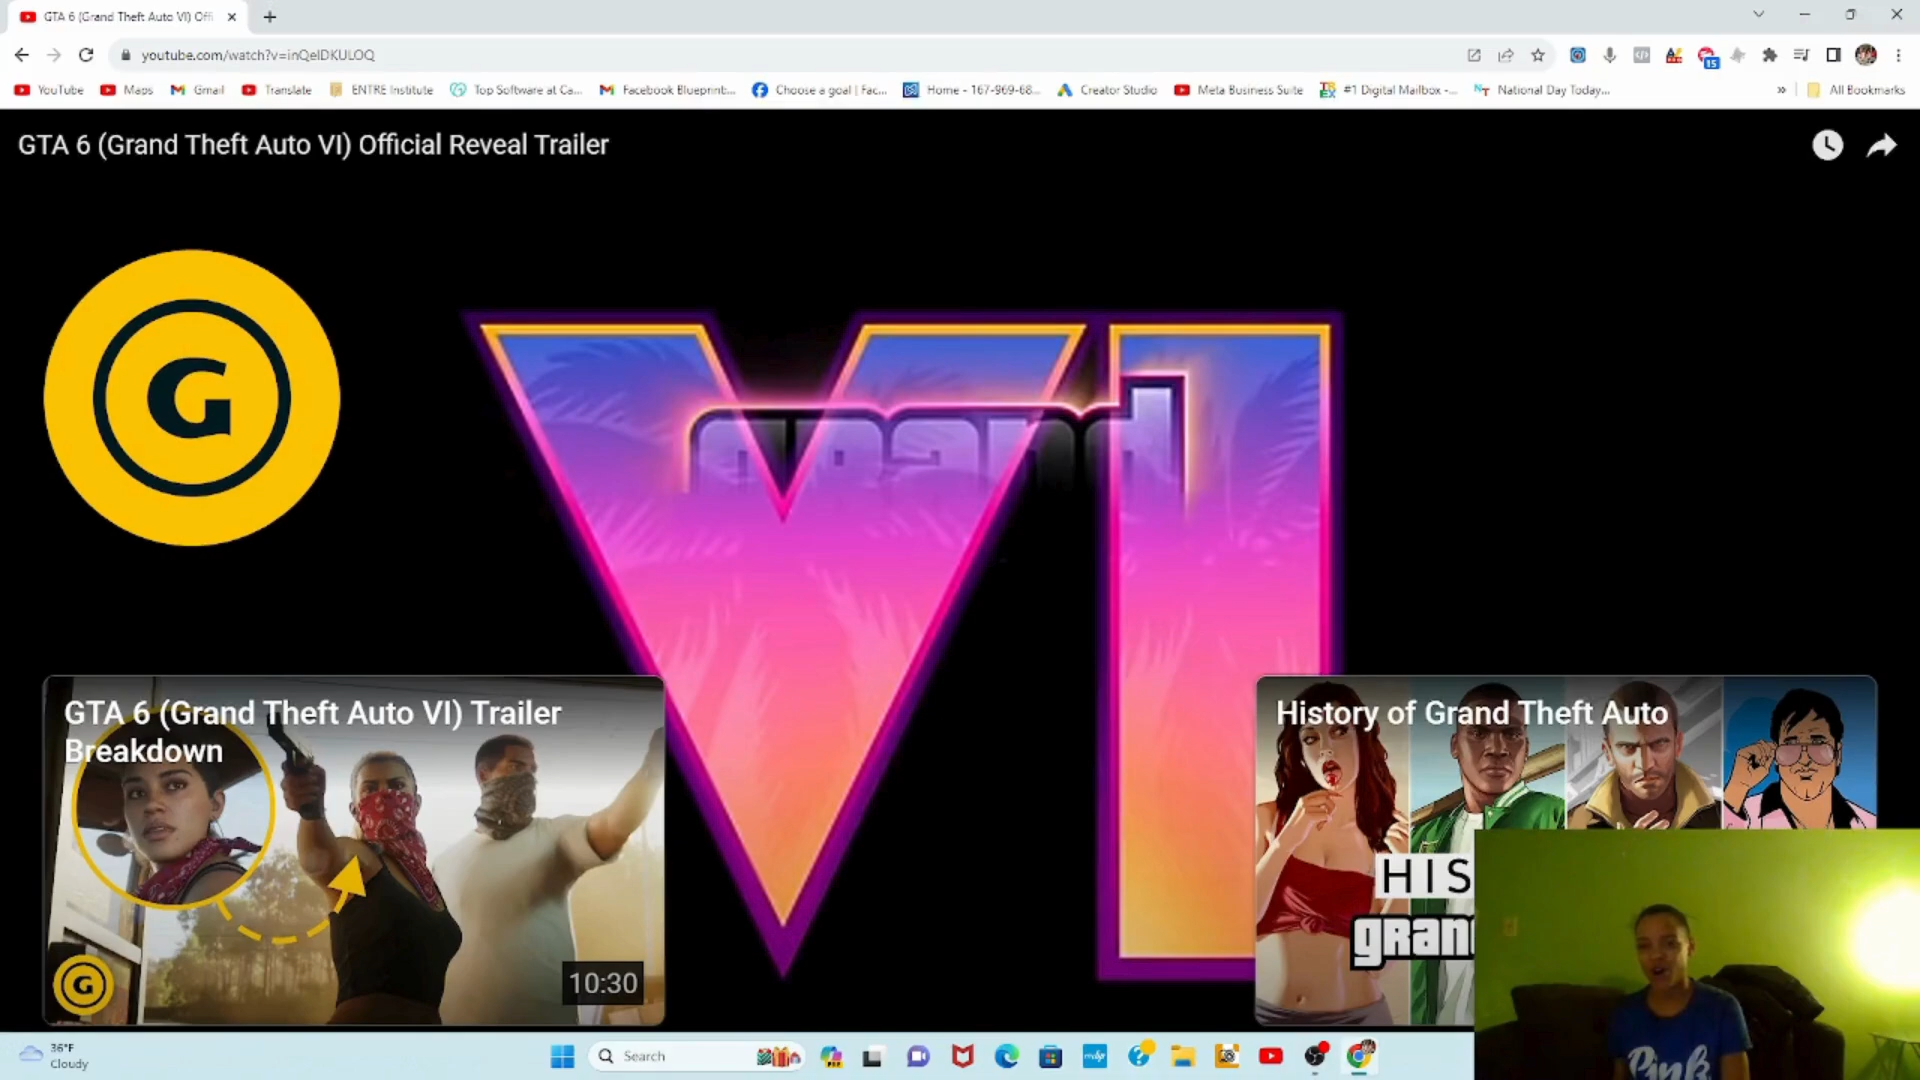 GTA 6 (Grand Theft Auto VI) Offi
youtube.com/watch?v=inQeIDKULOQ
15
YouTube
Maps
Gmail
Translate
ENTRE Institute
Top Software at Ca...
Facebook Blueprint...
Choose a goal | Fac...
Home - 167-969-68...
Creator Studio
Meta Business Suite
#1 Digital Mailbox -...
National Day Today...
»
All Bookmarks
GTA 6 (Grand Theft Auto VI) Official Reveal Trailer
G
VI
grand
GTA 6 (Grand Theft Auto VI) Trailer
Breakdown
G
10:30
History of Grand Theft Auto
HIS
gran
Pink
36°F
Cloudy
Search